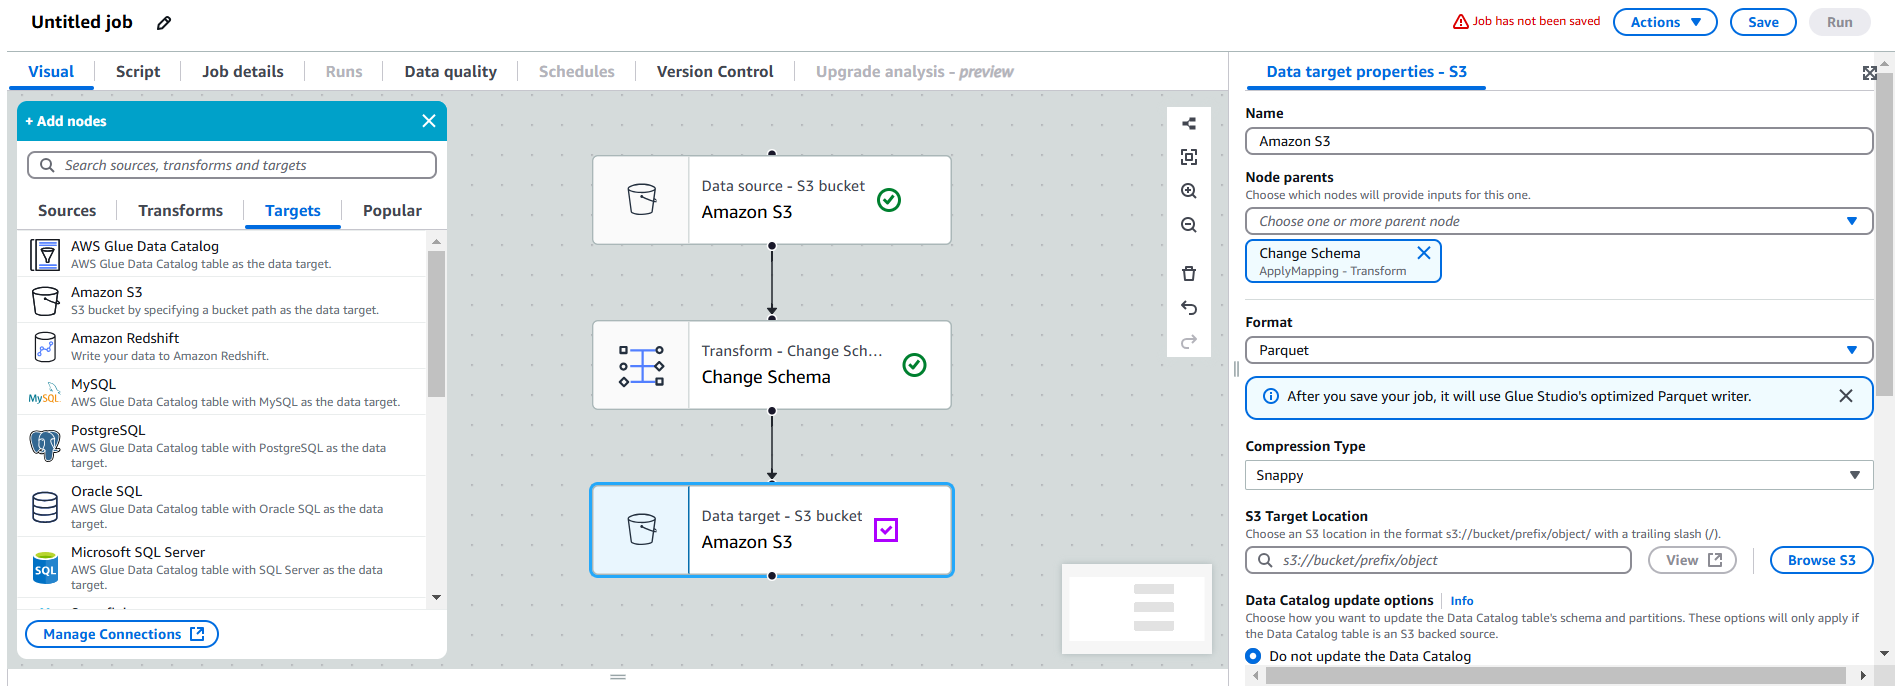 Untitled job
Job has not been saved
Actions
Save
Run
Visual
Script
Job details
Runs
Data quality
Schedules
Version Control
Upgrade analysis - preview
+ Add nodes
Search sources, transforms and targets
Sources
Transforms
Targets
Popular
AWS Glue Data Catalog
AWS Glue Data Catalog table as the data target.
Amazon S3
S3 bucket by specifying a bucket path as the data target.
Amazon Redshift
Write your data to Amazon Redshift.
MySQL
MySQL
AWS Glue Data Catalog table with MySQL as the data target.
PostgreSQL
AWS Glue Data Catalog table with PostgreSQL as the data
target.
Oracle SQL
AWS Glue Data Catalog table with Oracle SQL as the data
target.
SQL
Microsoft SQL Server
AWS Glue Data Catalog table with SQL Server as the data
target.
Manage Connections
Data source - S3 bucket
Amazon S3
Transform - Change Sch...
Change Schema
Data target - S3 bucket
Amazon S3
Data target properties - S3
Name
Amazon S3
Node parents
Choose which nodes will provide inputs for this one.
Choose one or more parent node
Change Schema
ApplyMapping - Transform
Format
Parquet
After you save your job, it will use Glue Studio's optimized Parquet writer.
Compression Type
Snappy
S3 Target Location
Choose an S3 location in the format s3://bucket/prefix/object/ with a trailing slash (/).
s3://bucket/prefix/object
View
Browse S3
Data Catalog update options
Info
Choose how you want to update the Data Catalog table's schema and partitions. These options will only apply if
the Data Catalog table is an S3 backed source.
Do not update the Data Catalog